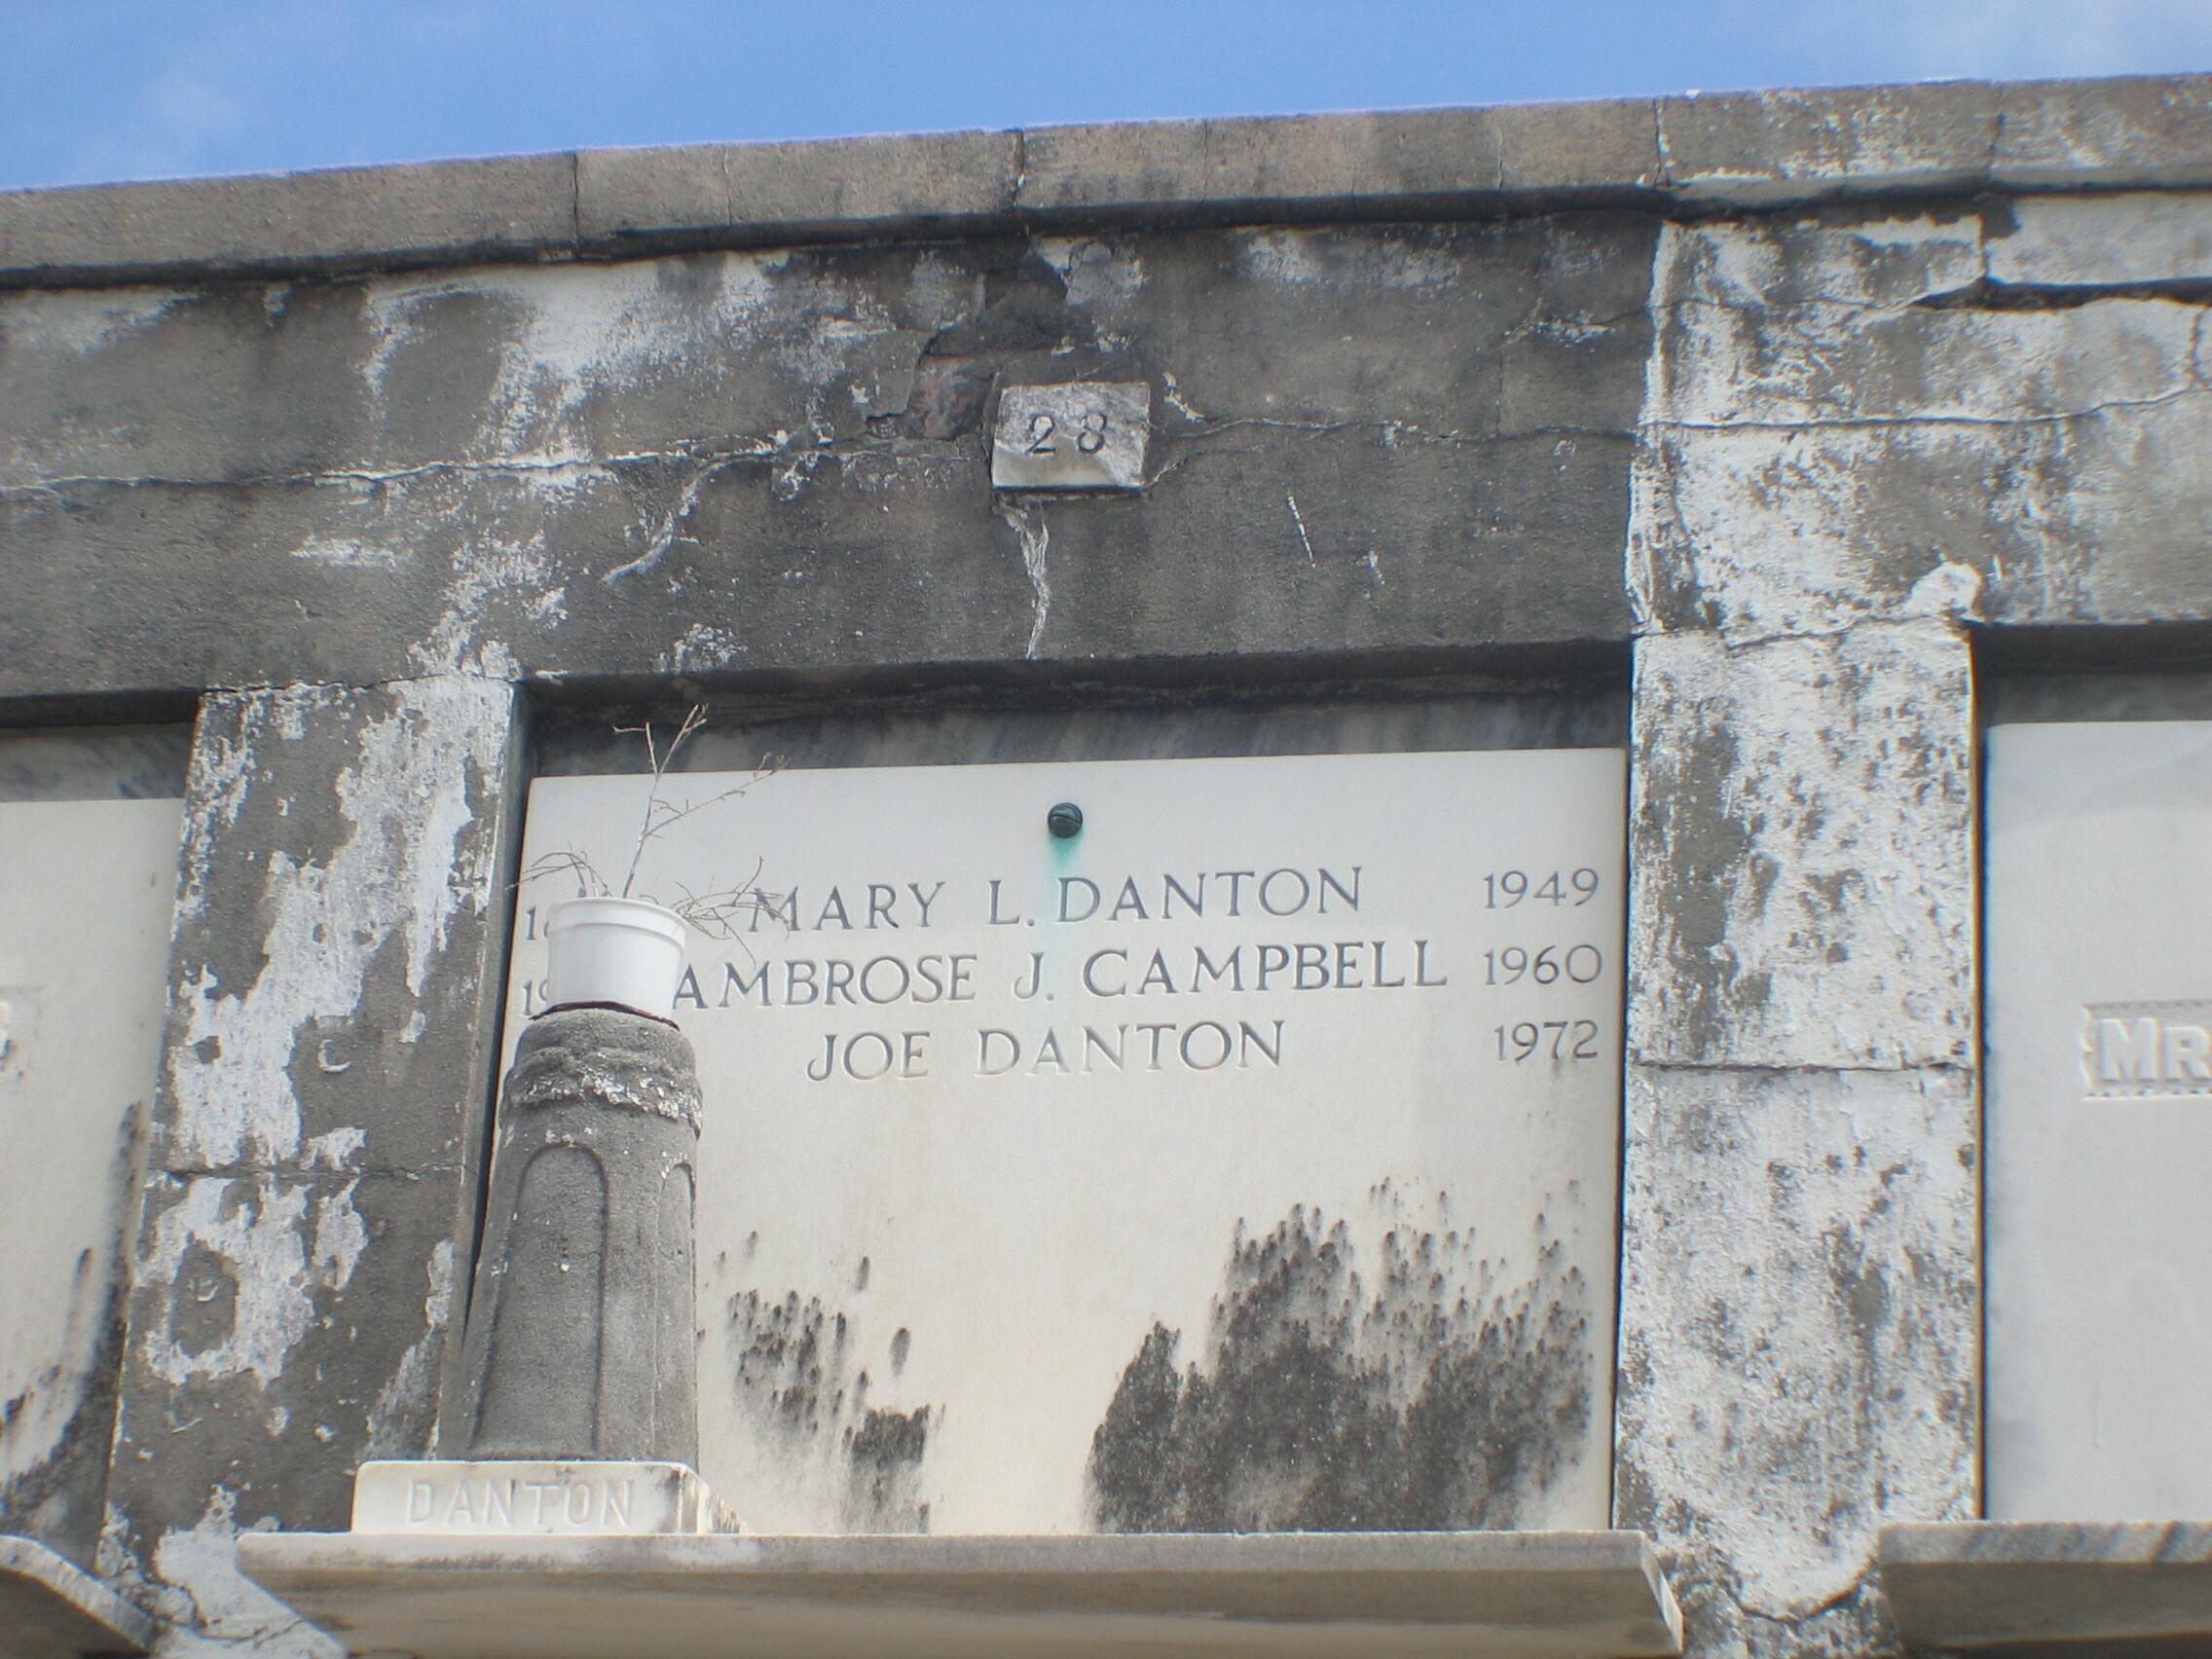 28
MARY L. DANTON 1949
AMBROSE J. CAMPBELL 1960
JOE DANTON 1972
DANTON